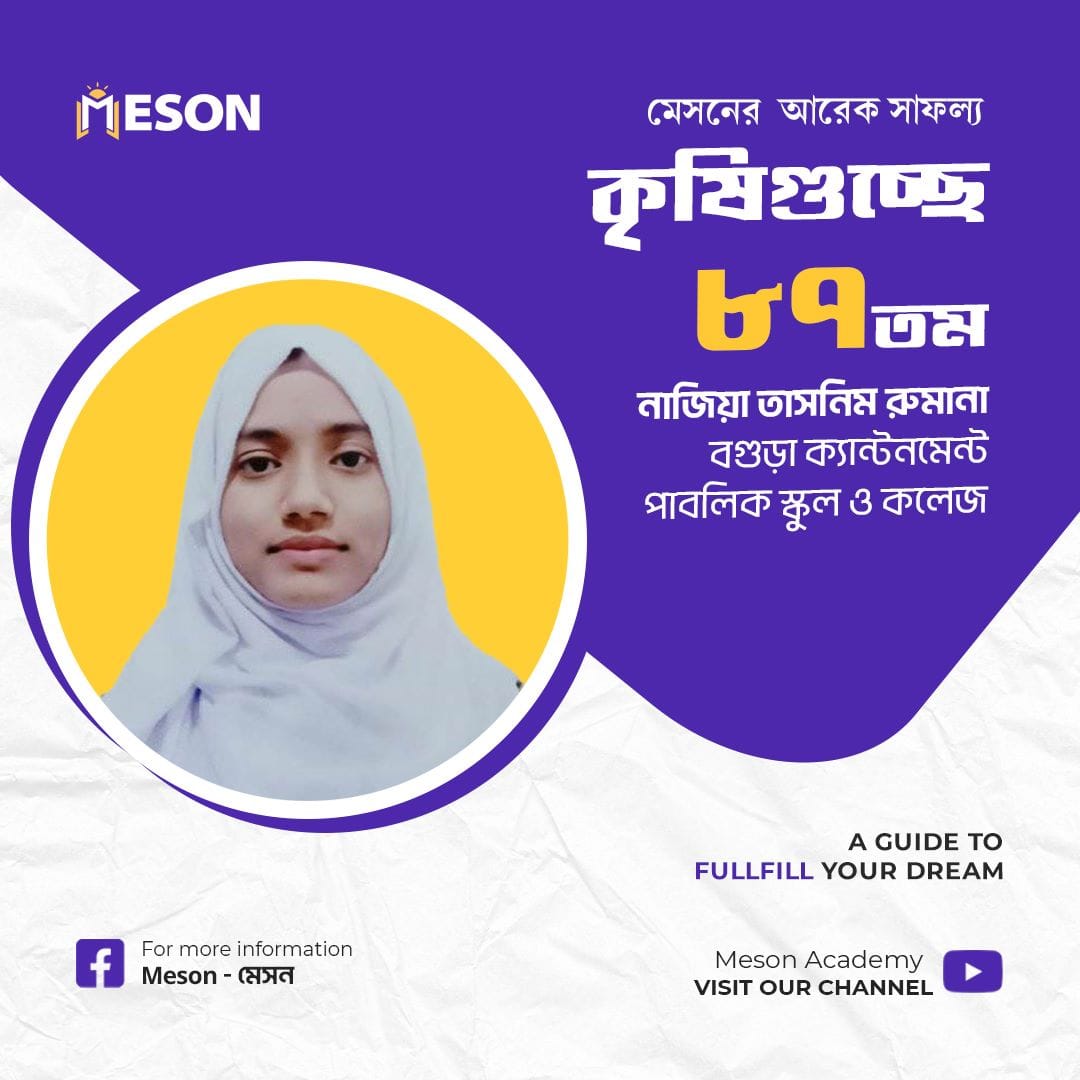 MESON
মেসনের আরেক সাফল্য
কৃষিগুচ্ছে
৮৭তম
নাজিয়া তাসনিম রুমানা
বগুড়া ক্যান্টনমেন্ট
পাবলিক স্কুল ও কলেজ
A GUIDE TO
FULLFILL YOUR DREAM
For more information
Meson - মেসন
Meson Academy
VISIT OUR CHANNEL